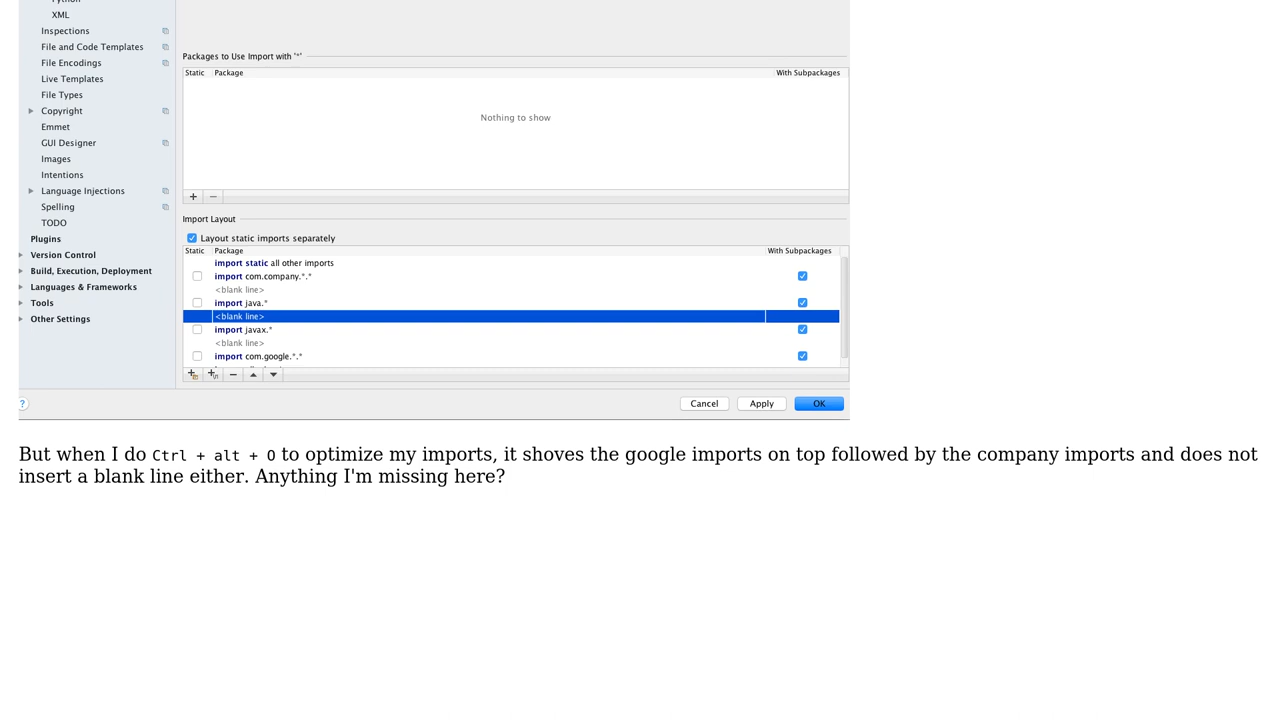 XML
Inspections
File and Code Templates
File Encodings
Live Templates
File Types
Copyright
Emmet
GUI Designer
Images
Intentions
Language Injections
Spelling
TODO
Plugins
Version Control
Build, Execution, Deployment
Languages & Frameworks
Tools
Other Settings
?
Packages to Use Import with '*'
Static Package With Subpackages
Nothing to show
+ −
Import Layout
Layout static imports separately
Static Package With Subpackages
import static all other imports
import com.company.*.*
<blank line>
import java.*
<blank line>
import javax.*
<blank line>
import com.google.*.*
Cancel Apply OK
But when I do Ctrl + alt + O to optimize my imports, it shoves the google imports on top followed by the company imports and does not
insert a blank line either. Anything I'm missing here?